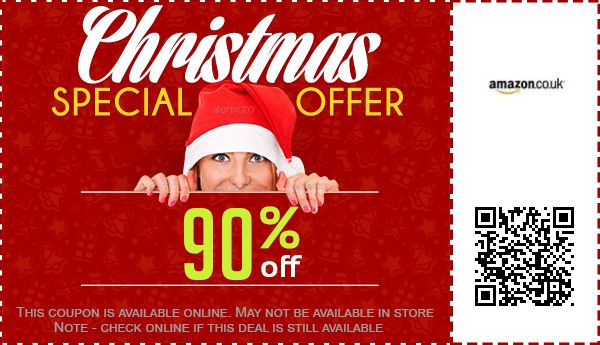 Christmas
SPECIAL OFFER
envato
90%
off
THIS COUPON IS AVAILABLE ONLINE. MAY NOT BE AVAILABLE IN STORE
NOTE - CHECK ONLINE IF THIS DEAL IS STILL AVAILABLE
amazon.co.uk